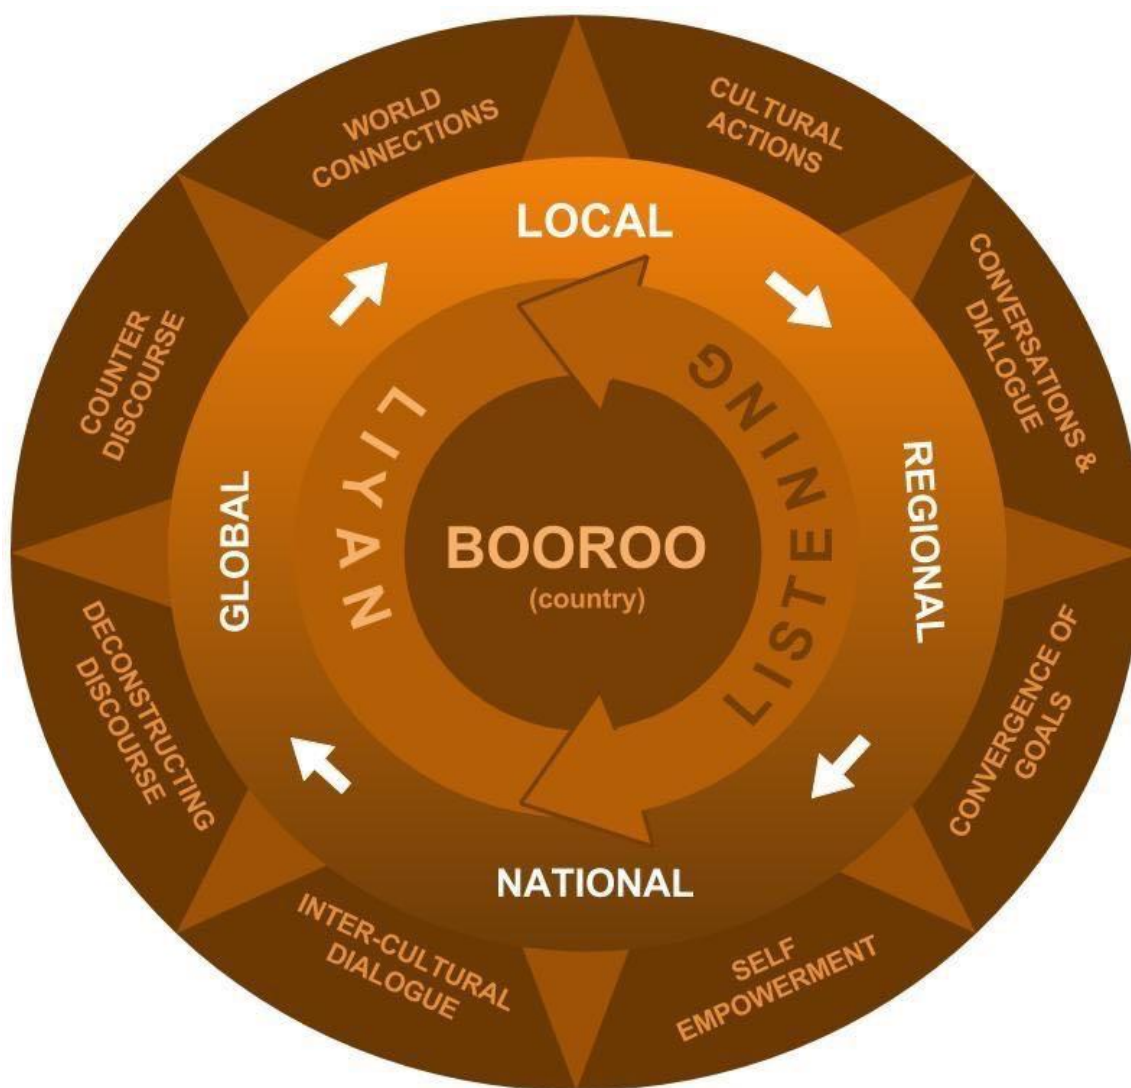 WORLD
CONNECTIONS
CULTURAL
ACTIONS
CONVERSATIONS &
DIALOGUE
CONVERGENCE OF
GOALS
SELF
EMPOWERMENT
INTER-CULTURAL
DIALOGUE
DECONSTRUCTING
DISCOURSE
COUNTER
DISCOURSE
LOCAL
REGIONAL
NATIONAL
GLOBAL
LIYAN
LISTENING
BOOROO
(country)